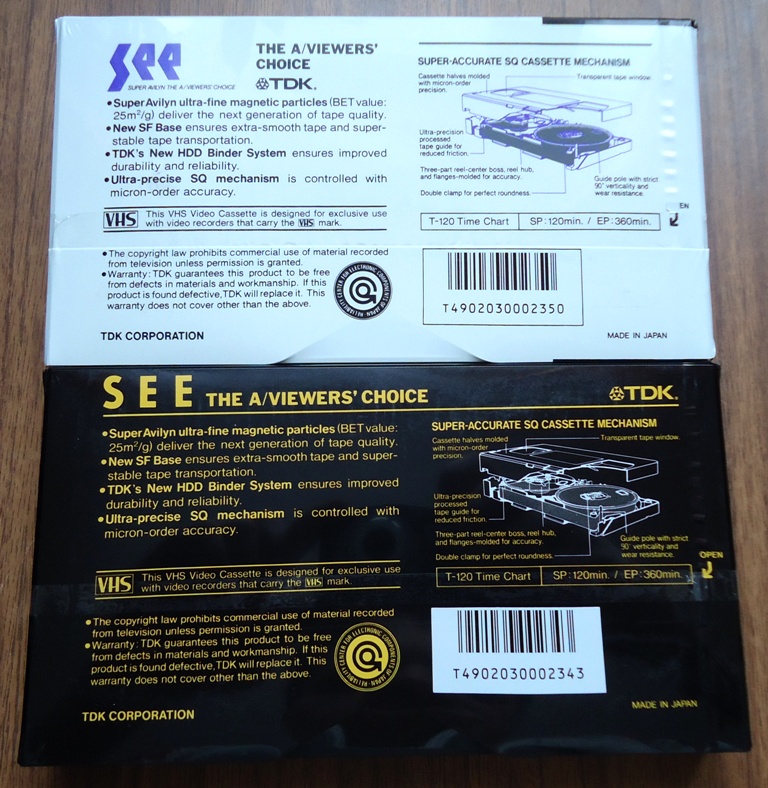 See
SUPER AVILYN THE A/VIEWERS' CHOICE
THE A/VIEWERS'
CHOICE
TDK.
•Super Avilyn ultra-fine magnetic particles (BET value:
25m²/g) deliver the next generation of tape quality.
•New SF Base ensures extra-smooth tape and super-
stable tape transportation.
•TDK's New HDD Binder System ensures improved
durability and reliability.
•Ultra-precise SQ mechanism is controlled with
micron-order accuracy.
VHS
This VHS Video Cassette is designed for exclusive use
with video recorders that carry the VHS mark.
•The copyright law prohibits commercial use of material recorded
from television unless permission is granted.
•Warranty: TDK guarantees this product to be free
from defects in materials and workmanship. If this
product is found defective, TDK will replace it. This
warranty does not cover other than the above.
RELIABILITY CENTER FOR ELECTRONIC COMPONENTS OF JAPAN
TDK CORPORATION
SUPER-ACCURATE SQ CASSETTE MECHANISM
Cassette halves molded
with micron-order
precision.
Transparent tape window.
Ultra-precision
processed
tape guide for
reduced friction.
Three-part reel-center boss, reel hub,
and flanges-molded for accuracy.
Double clamp for perfect roundness.
Guide pole with strict
90° verticality and
wear resistance.
EN
T-120 Time Chart SP:120min. / EP:360min.
T4902030002350
MADE IN JAPAN
SEE THE A/VIEWERS' CHOICE
TDK.
•Super Avilyn ultra-fine magnetic particles (BET value:
25m²/g) deliver the next generation of tape quality.
•New SF Base ensures extra-smooth tape and super-
stable tape transportation.
•TDK's New HDD Binder System ensures improved
durability and reliability.
•Ultra-precise SQ mechanism is controlled with
micron-order accuracy.
VHS
This VHS Video Cassette is designed for exclusive use
with video recorders that carry the VHS mark.
•The copyright law prohibits commercial use of material recorded
from television unless permission is granted.
•Warranty: TDK guarantees this product to be free
from defects in materials and workmanship. If this
product is found defective, TDK will replace it. This
warranty does not cover other than the above.
RELIABILITY CENTER FOR ELECTRONIC COMPONENTS OF JAPAN
TDK CORPORATION
SUPER-ACCURATE SQ CASSETTE MECHANISM
Cassette halves molded
with micron-order
precision.
Transparent tape window.
Ultra-precision
processed
tape guide for
reduced friction.
Three-part reel-center boss, reel hub,
and flanges-molded for accuracy.
Double clamp for perfect roundness.
Guide pole with strict
90° verticality and
wear resistance.
OPEN
T-120 Time Chart SP:120min. / EP:360min.
T4902030002343
MADE IN JAPAN